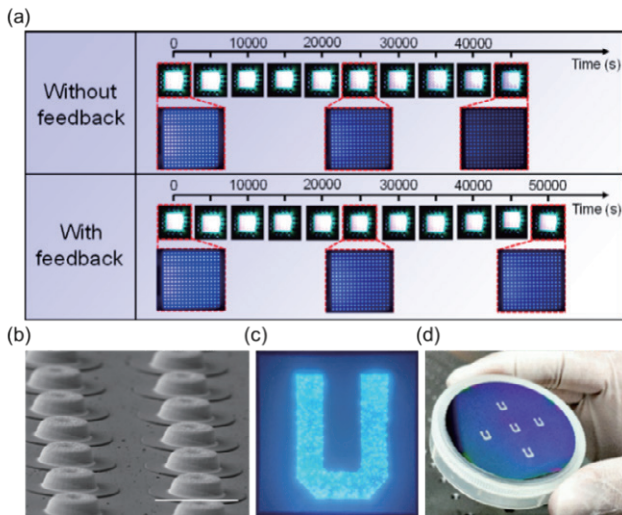 (a)
0 10000 20000 30000 40000
Time (s)
Without
feedback
0 10000 20000 30000 40000 50000
Time (s)
With
feedback
(b)
(c)
(d)
U
U
U U
U
U